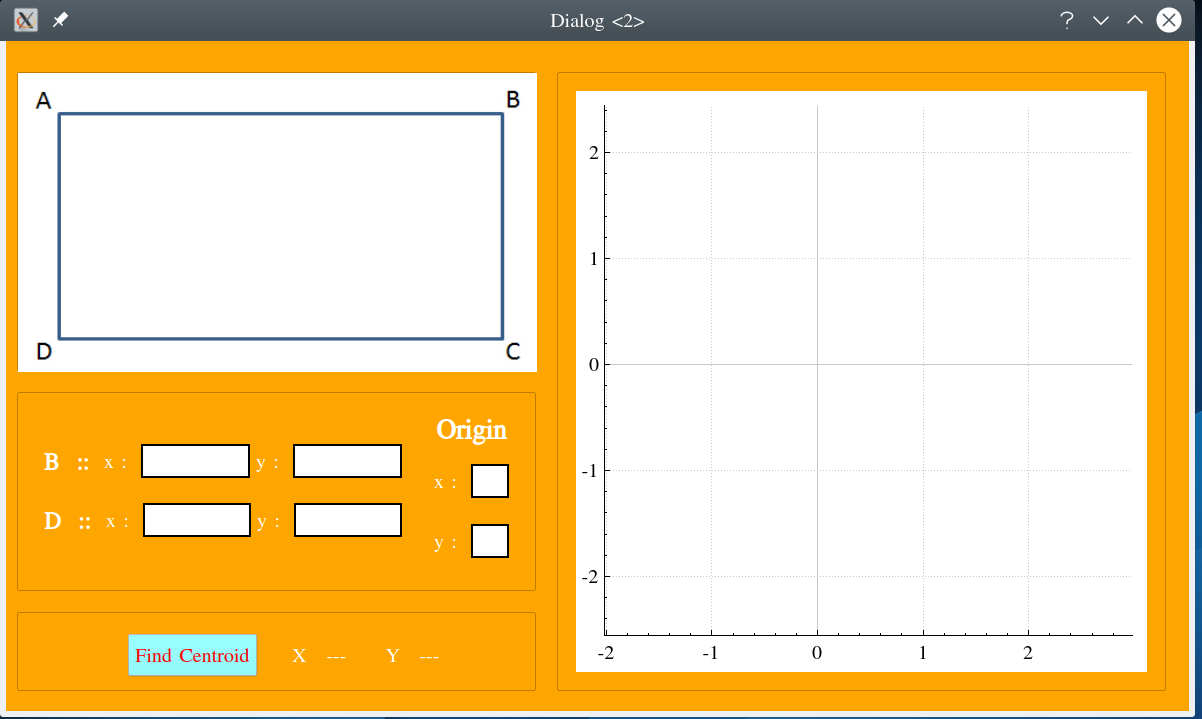 Dialog <2>
A B
D C
Origin
B :: x : y :
x :
D :: x : y :
y :
Find Centroid X --- Y ---
2
1
0
-1
-2
-2 -1 0 1 2